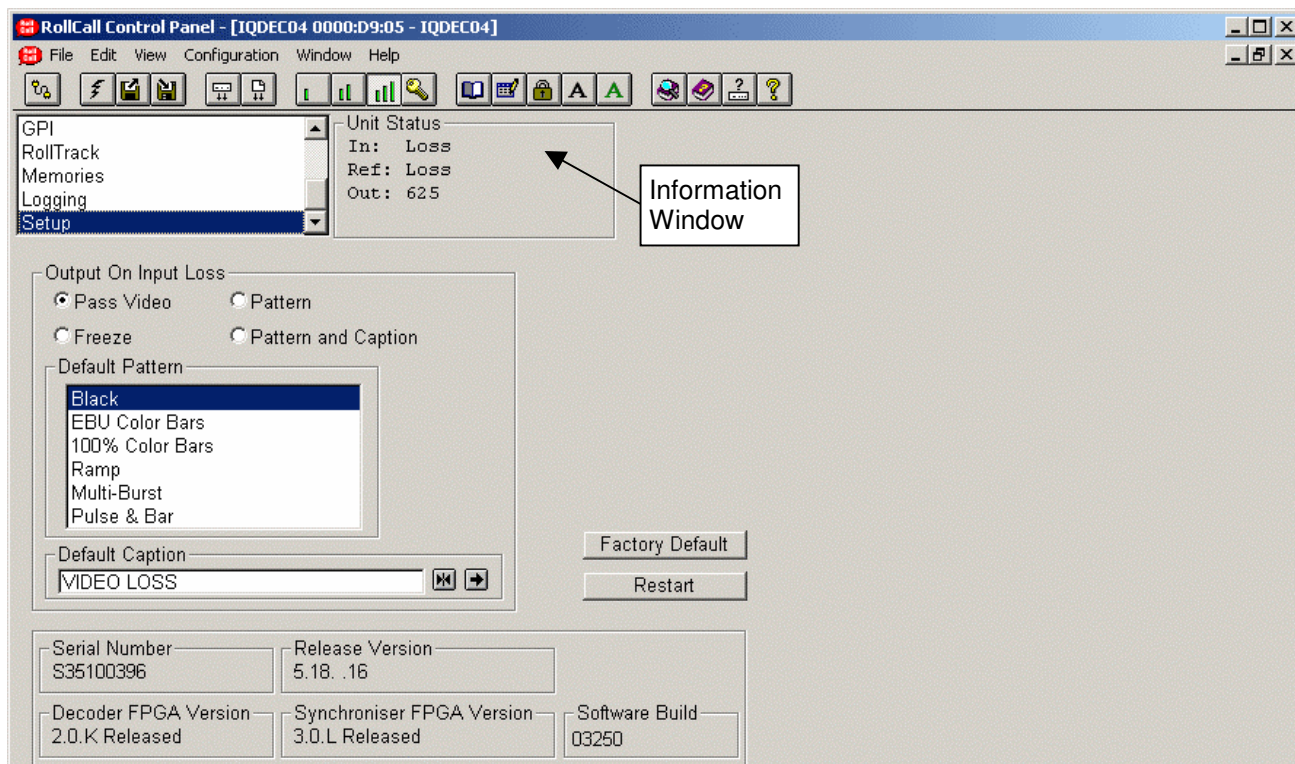 RollCall Control Panel - [IQDEC04 0000:D9:05 - IQDEC04]
File Edit View Configuration Window Help
A A ? ?
GPI
RollTrack
Memories
Logging
Setup
Unit Status
In: Loss
Ref: Loss
Out: 625
Information
Window
Output On Input Loss
Pass Video Pattern
Freeze Pattern and Caption
Default Pattern
Black
EBU Color Bars
100% Color Bars
Ramp
Multi-Burst
Pulse & Bar
Default Caption
VIDEO LOSS
Factory Default
Restart
Serial Number
S35100396
Release Version
5.18. .16
Decoder FPGA Version
2.0.K Released
Synchroniser FPGA Version
3.0.L Released
Software Build
03250